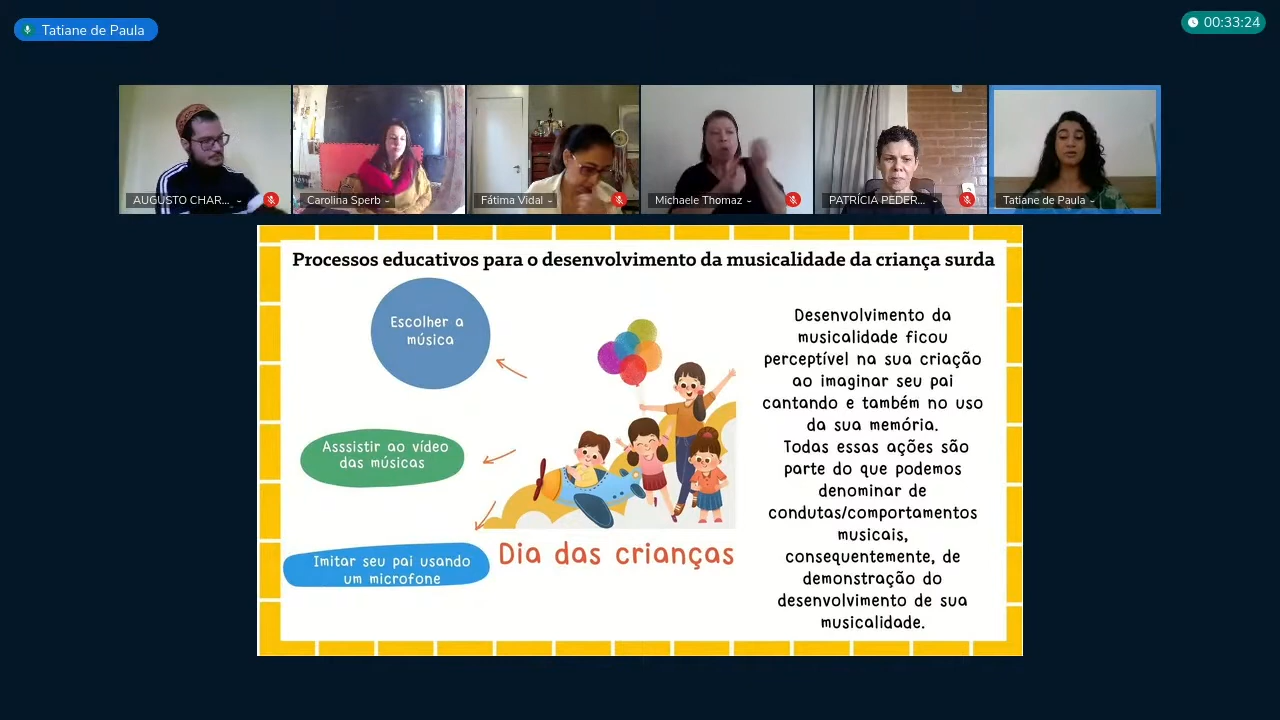 Tatiane de Paula
00:33:24
AUGUSTO CHAR...
Carolina Sperb
Fátima Vidal
Michaele Thomaz
PATRÍCIA PEDER...
Tatiane de Paula
Processos educativos para o desenvolvimento da musicalidade da criança surda
Escolher a
música
Asssistir ao vídeo
das músicas
Imitar seu pai usando
um microfone
Dia das crianças
Desenvolvimento da
musicalidade ficou
perceptível na sua criação
ao imaginar seu pai
cantando e também no uso
da sua memória.
Todas essas ações são
parte do que podemos
denominar de
condutas/comportamentos
musicais,
consequentemente, de
demonstração do
desenvolvimento de sua
musicalidade.